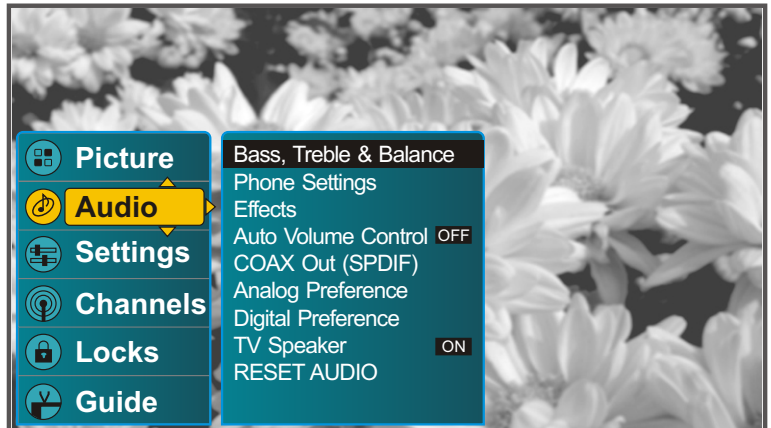 Picture
Audio
Settings
Channels
Locks
Guide
Bass, Treble & Balance
Phone Settings
Effects
Auto Volume Control OFF
COAX Out (SPDIF)
Analog Preference
Digital Preference
TV Speaker ON
RESET AUDIO